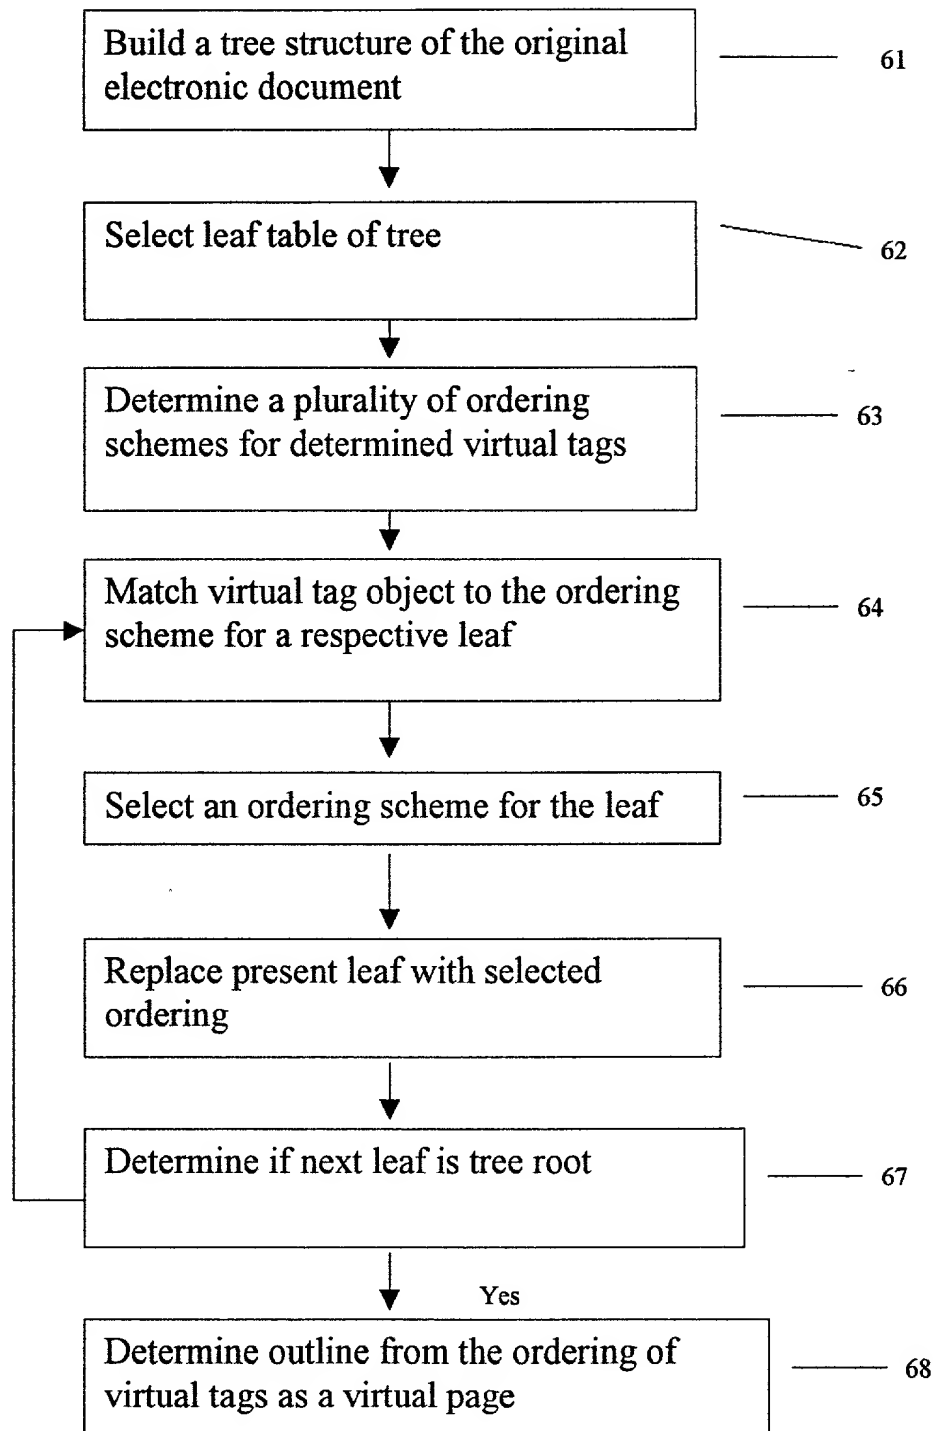 Build a tree structure of the original
electronic document
61
Select leaf table of tree
62
Determine a plurality of ordering
schemes for determined virtual tags
63
Match virtual tag object to the ordering
scheme for a respective leaf
64
Select an ordering scheme for the leaf
65
Replace present leaf with selected
ordering
66
Determine if next leaf is tree root
67
Yes
Determine outline from the ordering of
virtual tags as a virtual page
68